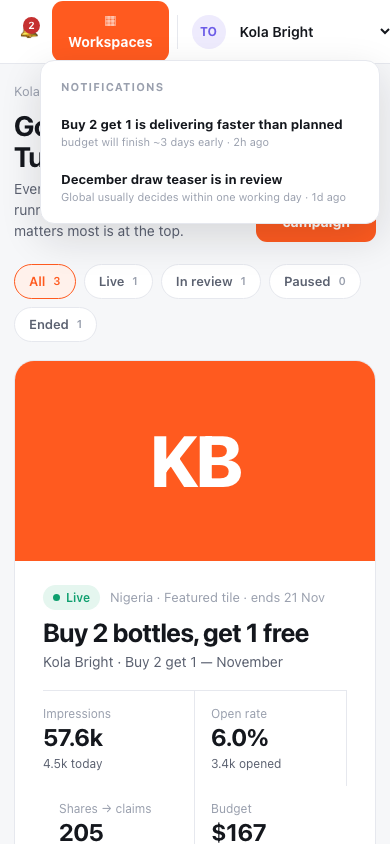 2
Workspaces
TO
Kola Bright
NOTIFICATIONS
Buy 2 get 1 is delivering faster than planned
budget will finish ~3 days early · 2h ago
December draw teaser is in review
Global usually decides within one working day · 1d ago
Kola
Go
Tu
Ever
runr
matters most is at the top.
campaign
All 3
Live 1
In review 1
Paused 0
Ended 1
KB
Live
Nigeria · Featured tile · ends 21 Nov
Buy 2 bottles, get 1 free
Kola Bright · Buy 2 get 1 — November
Impressions
57.6k
4.5k today
Open rate
6.0%
3.4k opened
Shares → claims
205
Budget
$167